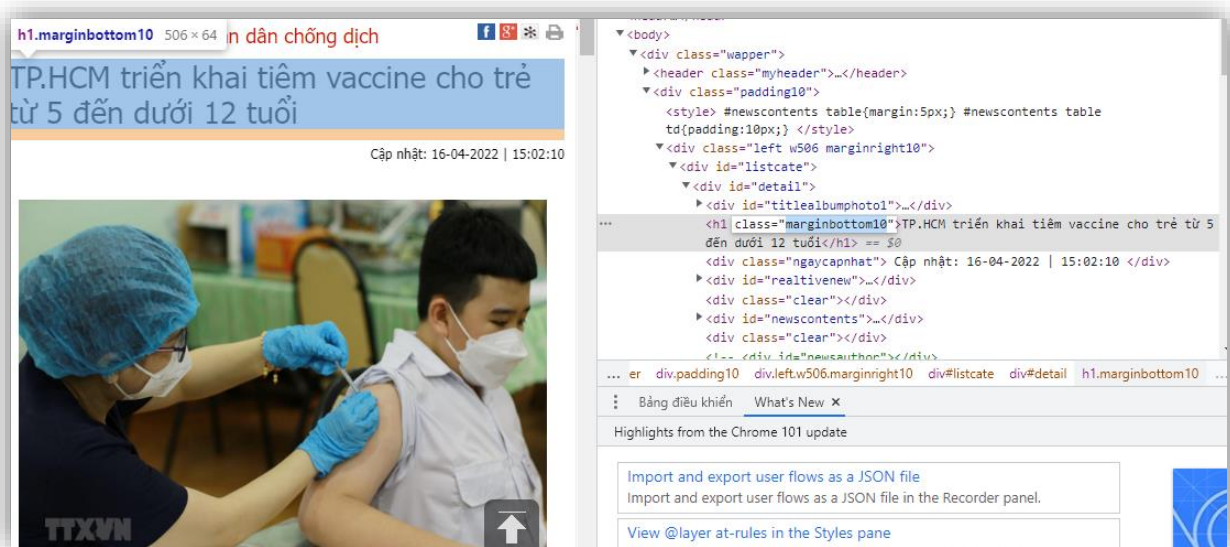 h1.marginbottom10 506 × 64 n dân chống dịch
TP.HCM triển khai tiêm vaccine cho trẻ
từ 5 đến dưới 12 tuổi
Cập nhật: 16-04-2022 | 15:02:10
TTXVN
▼<body>
▼<div class="wapper">
▶<header class="myheader">…</header>
▼<div class="padding10">
<style> #newscontents table{margin:5px;} #newscontents table
td{padding:10px;} </style>
▼<div class="left w506 marginright10">
▼<div id="listcate">
▼<div id="detail">
▶<div id="titlealbumphoto1">…</div>
<h1 class="marginbottom10">TP.HCM triển khai tiêm vaccine cho trẻ từ 5
đến dưới 12 tuổi</h1> == $0
<div class="ngaycapnhat"> Cập nhật: 16-04-2022 | 15:02:10 </div>
▶<div id="realtivenew">…</div>
<div class="clear"></div>
▶<div id="newscontents">…</div>
<div class="clear"></div>
<!-- <div id="newsauthor"></div>
... er div.padding10 div.left.w506.marginright10 div#listcate div#detail h1.marginbottom10 ...
Bảng điều khiển What's New ×
Highlights from the Chrome 101 update
Import and export user flows as a JSON file
Import and export user flows as a JSON file in the Recorder panel.
View @layer at-rules in the Styles pane